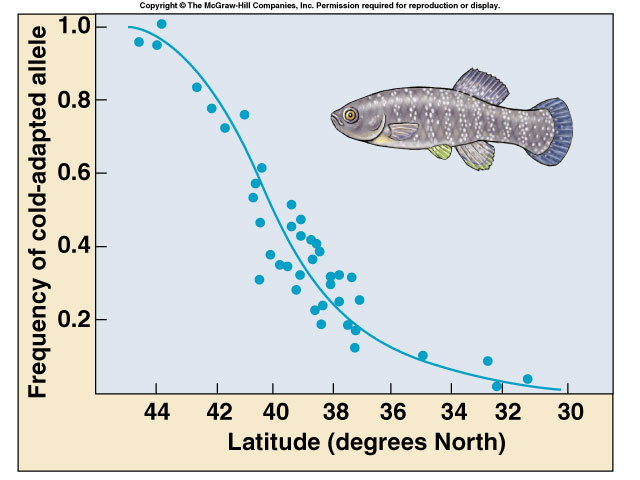 Copyright © The McGraw-Hill Companies, Inc. Permission required for reproduction or display.
Frequency of cold-adapted allele
1.0
0.8
0.6
0.4
0.2
44 42 40 38 36 34 32 30
Latitude (degrees North)